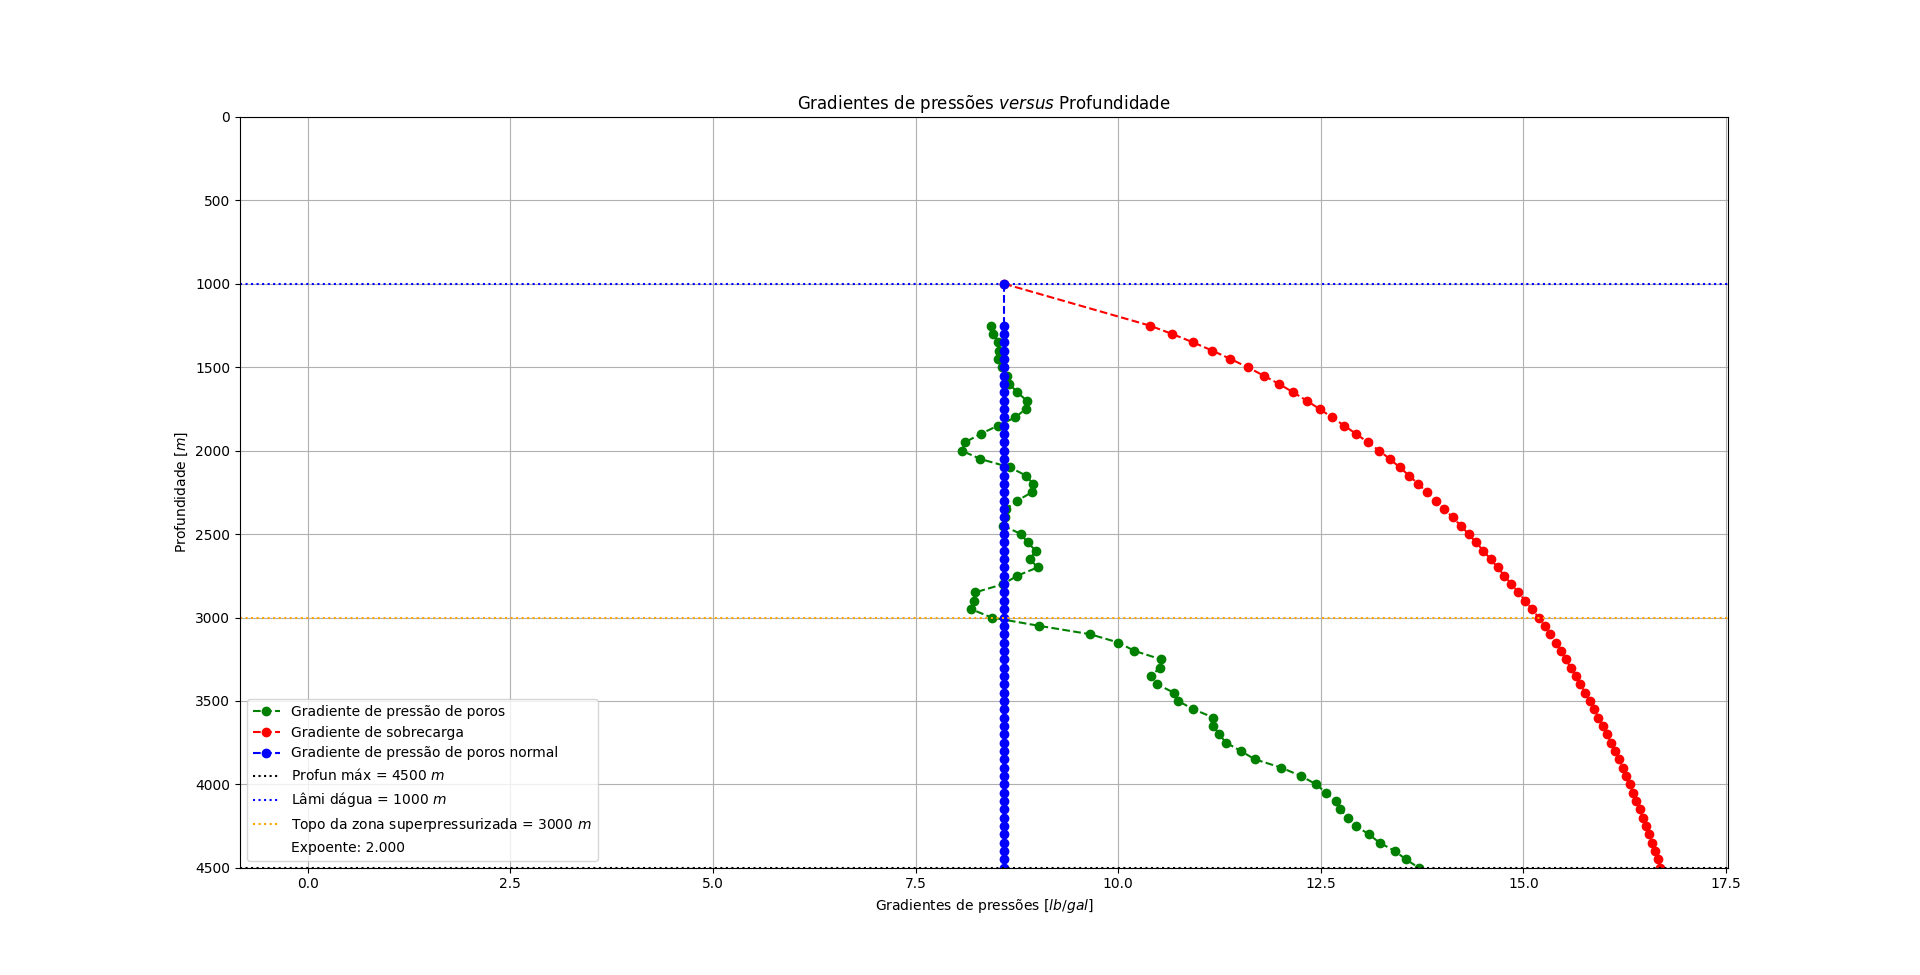 Gradientes de pressões versus Profundidade
0
500
1000
1500
2000
2500
3000
3500
4000
4500
Profundidade [m]
Gradiente de pressão de poros
Gradiente de sobrecarga
Gradiente de pressão de poros normal
Profun máx = 4500 m
Lâmi dágua = 1000 m
Topo da zona superpressurizada = 3000 m
Expoente: 2.000
0.0 2.5 5.0 7.5 10.0 12.5 15.0 17.5
Gradientes de pressões [lb/gal]